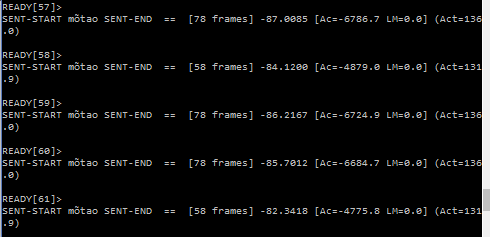 READY[57]>
SENT-START mõtao SENT-END  ==  [78 frames] -87.0085 [Ac=-6786.7 LM=0.0] (Act=136
.0)
READY[58]>
SENT-START mõtao SENT-END  ==  [58 frames] -84.1200 [Ac=-4879.0 LM=0.0] (Act=131
.9)
READY[59]>
SENT-START mõtao SENT-END  ==  [78 frames] -86.2167 [Ac=-6724.9 LM=0.0] (Act=136
.0)
READY[60]>
SENT-START mõtao SENT-END  ==  [78 frames] -85.7012 [Ac=-6684.7 LM=0.0] (Act=136
.0)
READY[61]>
SENT-START mõtao SENT-END  ==  [58 frames] -82.3418 [Ac=-4775.8 LM=0.0] (Act=131
.9)